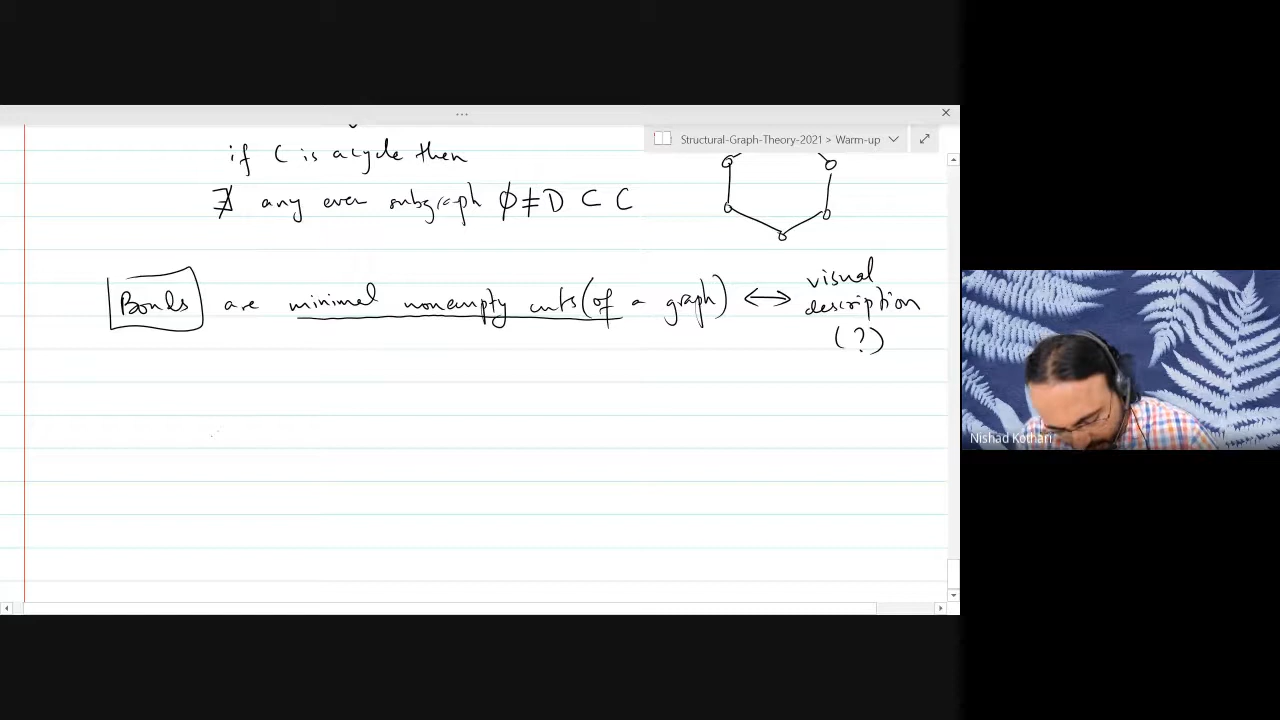 ...
Structural-Graph-Theory-2021 > Warm-up
if C is a cycle then
∄ any even subgraph ∅ ≠ D ⊂ C
Bonds are minimal nonempty cuts (of a graph) ↔ visual
description
(?)
Nishad Kothari